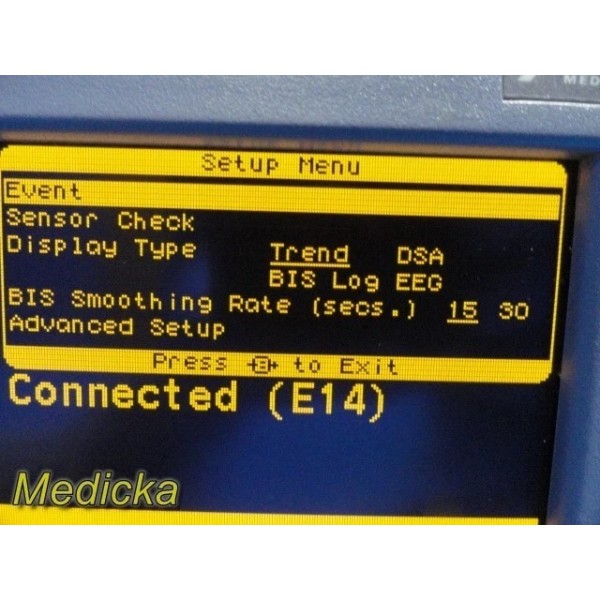 MED
Setup Menu
Event
Sensor Check
Display Type Trend DSA
BIS Log EEG
BIS Smoothing Rate (secs.) 15 30
Advanced Setup
Press to Exit
Connected (E14)
Medicka